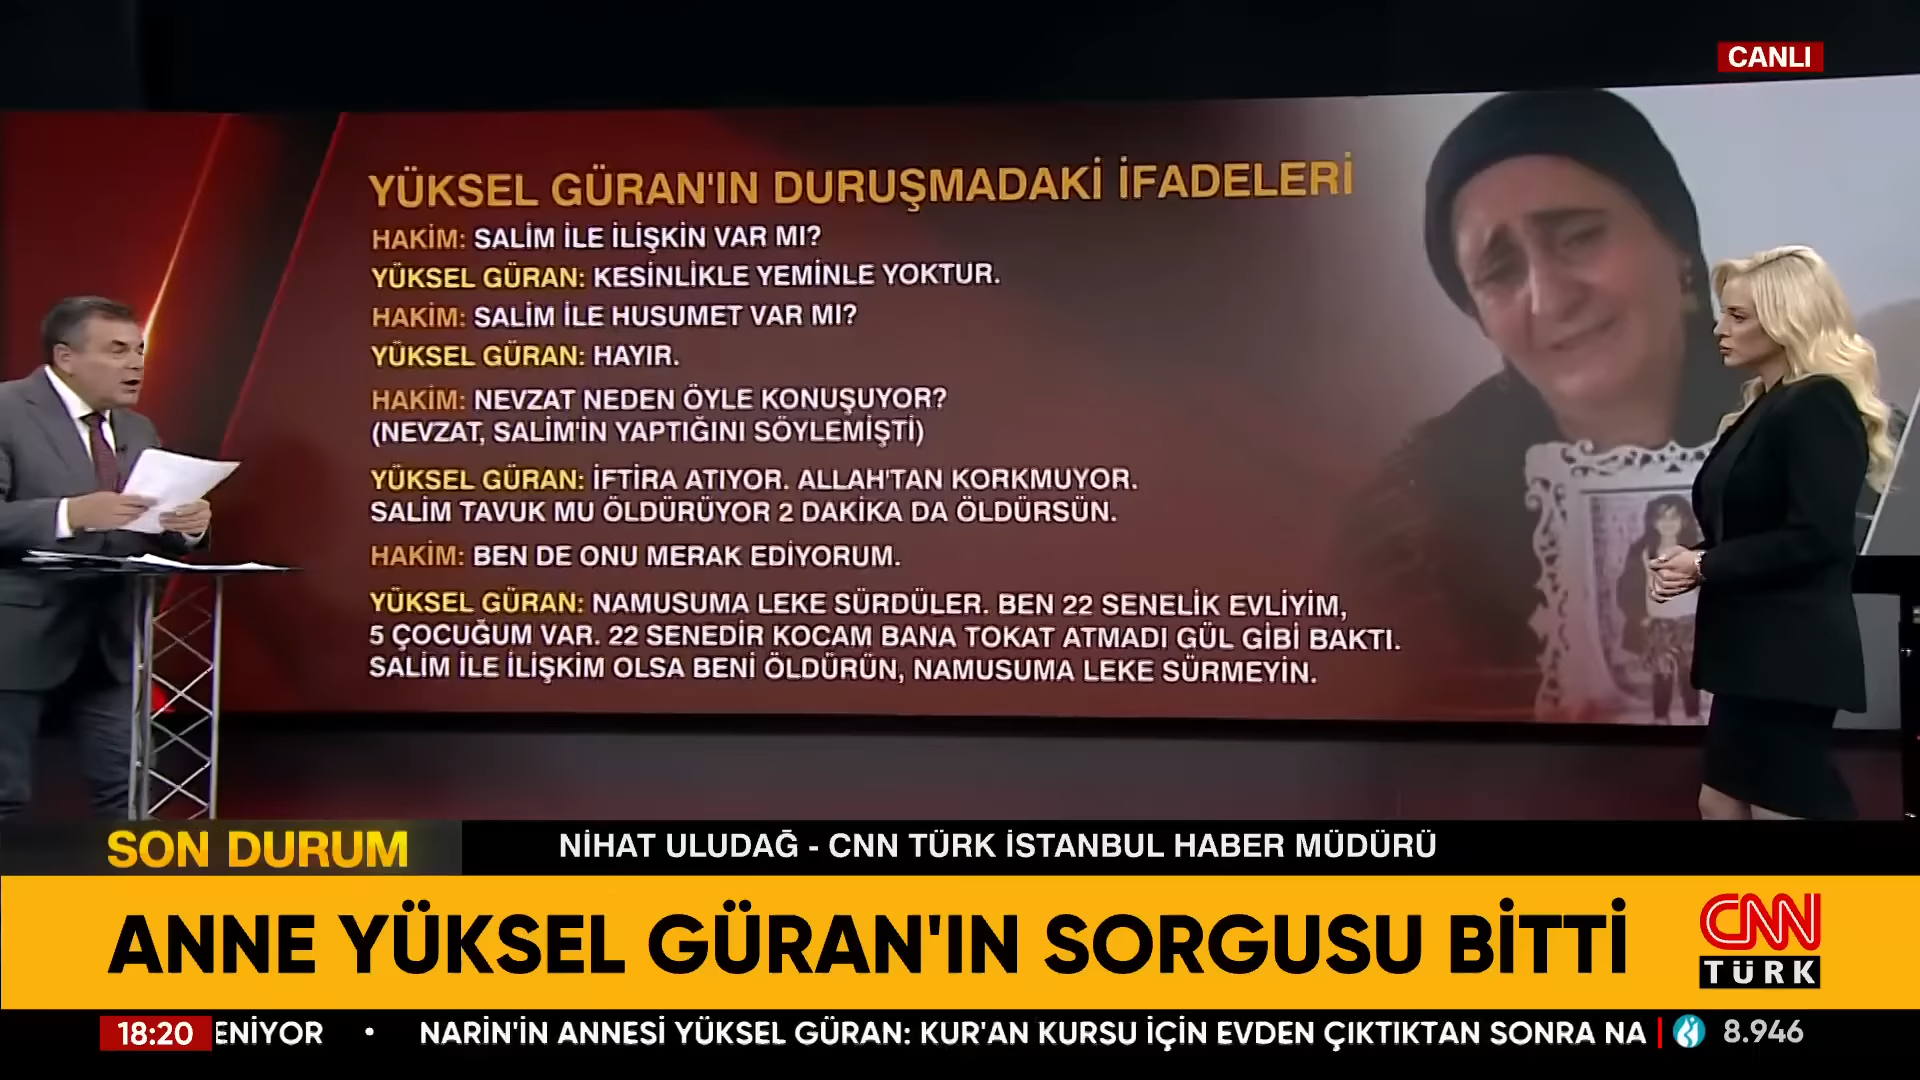 CANLI
YÜKSEL GÜRAN'IN DURUŞMADAKİ İFADELERİ
HAKİM: SALİM İLE İLİŞKİN VAR MI?
YÜKSEL GÜRAN: KESİNLİKLE YEMİNLE YOKTUR.
HAKİM: SALİM İLE HUSUMET VAR MI?
YÜKSEL GÜRAN: HAYIR.
HAKİM: NEVZAT NEDEN ÖYLE KONUŞUYOR?
(NEVZAT, SALİM'İN YAPTIĞINI SÖYLEMİŞTİ)
YÜKSEL GÜRAN: İFTİRA ATIYOR. ALLAH'TAN KORKMUYOR.
SALİM TAVUK MU ÖLDÜRÜYOR 2 DAKİKA DA ÖLDÜRSÜN.
HAKİM: BEN DE ONU MERAK EDİYORUM.
YÜKSEL GÜRAN: NAMUSUMA LEKE SÜRDÜLER. BEN 22 SENELİK EVLİYİM,
5 ÇOCUĞUM VAR. 22 SENEDİR KOCAM BANA TOKAT ATMADI GÜL GİBİ BAKTI.
SALİM İLE İLİŞKİM OLSA BENİ ÖLDÜRÜN, NAMUSUMA LEKE SÜRMEYİN.
SON DURUM
NİHAT ULUDAĞ - CNN TÜRK İSTANBUL HABER MÜDÜRÜ
ANNE YÜKSEL GÜRAN'IN SORGUSU BİTTİ
CNN
TÜRK
18:20 ENİYOR • NARİN'İN ANNESİ YÜKSEL GÜRAN: KUR'AN KURSU İÇİN EVDEN ÇIKTIKTAN SONRA NA 8.946